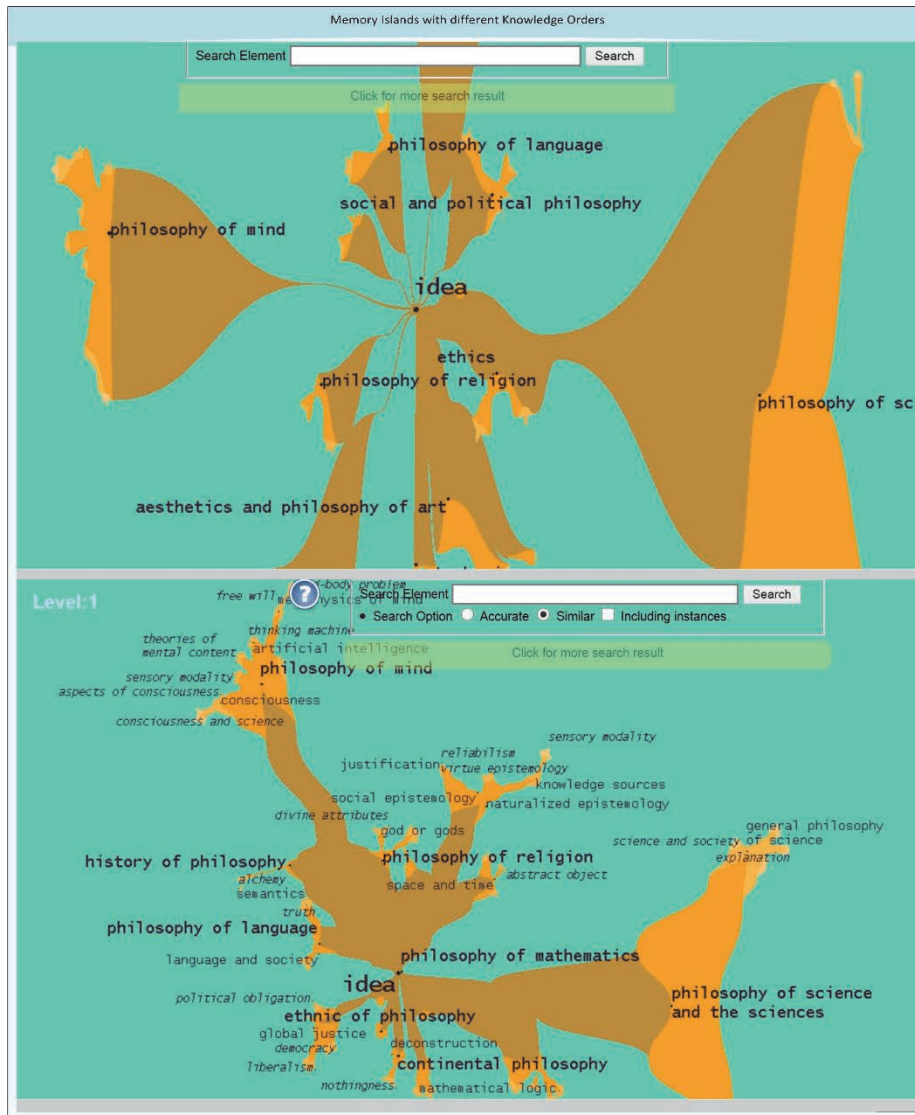 Memory Islands with different Knowledge Orders
Search Element
Search
Click for more search result
philosophy of language
social and political philosophy
philosophy of mind
idea
ethics
philosophy of religion
philosophy of sc
aesthetics and philosophy of art
Level:1
?
d-body problem
free will
of mind
Search Element
Search
Search Option
Accurate
Similar
Including instances
Click for more search result
thinking machine
theories of
mental content
artificial intelligence
philosophy of mind
sensory modality
aspects of consciousness
consciousness
consciousness and science
sensory modality
reliabilism
justification
virtue epistemology
knowledge sources
social epistemology
naturalized epistemology
divine attributes
god or gods
general philosophy
of science
science and society
explanation
history of philosophy
philosophy of religion
abstract object
space and time
alchemy
semantics
truth
philosophy of language
language and society
philosophy of mathematics
idea
political obligation
philosophy of science
and the sciences
ethnic of philosophy
global justice
deconstruction
democracy
liberalism
continental philosophy
nothingness
mathematical logic